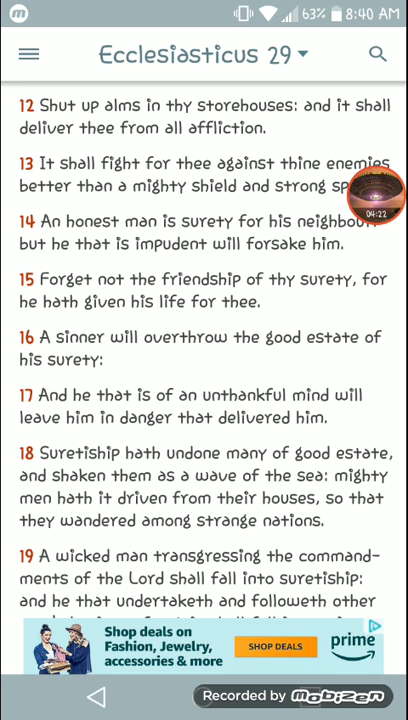 63% 8:40 AM
Ecclesiasticus 29
12 Shut up alms in thy storehouses: and it shall
deliver thee from all affliction.
13 It shall fight for thee against thine enemies
better than a mighty shield and strong
04:22
14 An honest man is surety for his neighbour:
but he that is impudent will forsake him.
15 Forget not the friendship of thy surety, for
he hath given his life for thee.
16 A sinner will overthrow the good estate of
his surety:
17 And he that is of an unthankful mind will
leave him in danger that delivered him.
18 Suretiship hath undone many of good estate,
and shaken them as a wave of the sea: mighty
men hath it driven from their houses, so that
they wandered among strange nations.
19 A wicked man transgressing the command-
ments of the Lord shall fall into suretiship:
and he that undertaketh and followeth other
Shop deals on
Fashion, Jewelry,
accessories & more
SHOP DEALS
prime
Recorded by mobizen